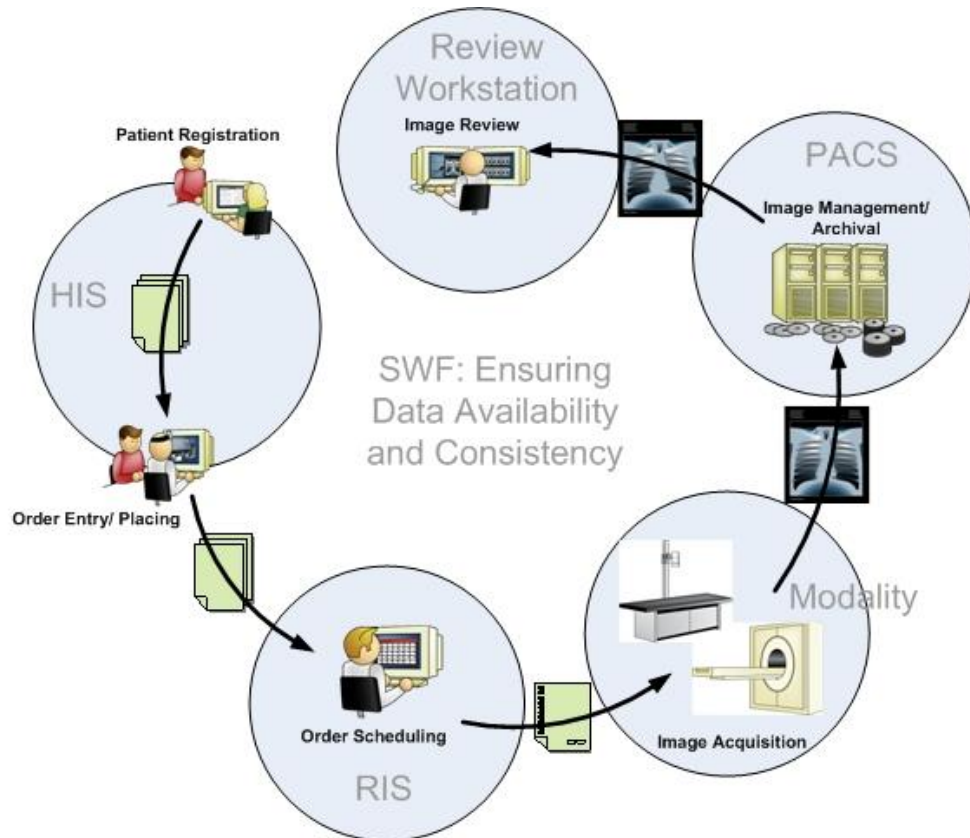 Review
Workstation
Image Review
Patient Registration
PACS
Image Management/
Archival
HIS
SWF: Ensuring
Data Availability
and Consistency
Order Entry/ Placing
Modality
Order Scheduling
Image Acquisition
RIS